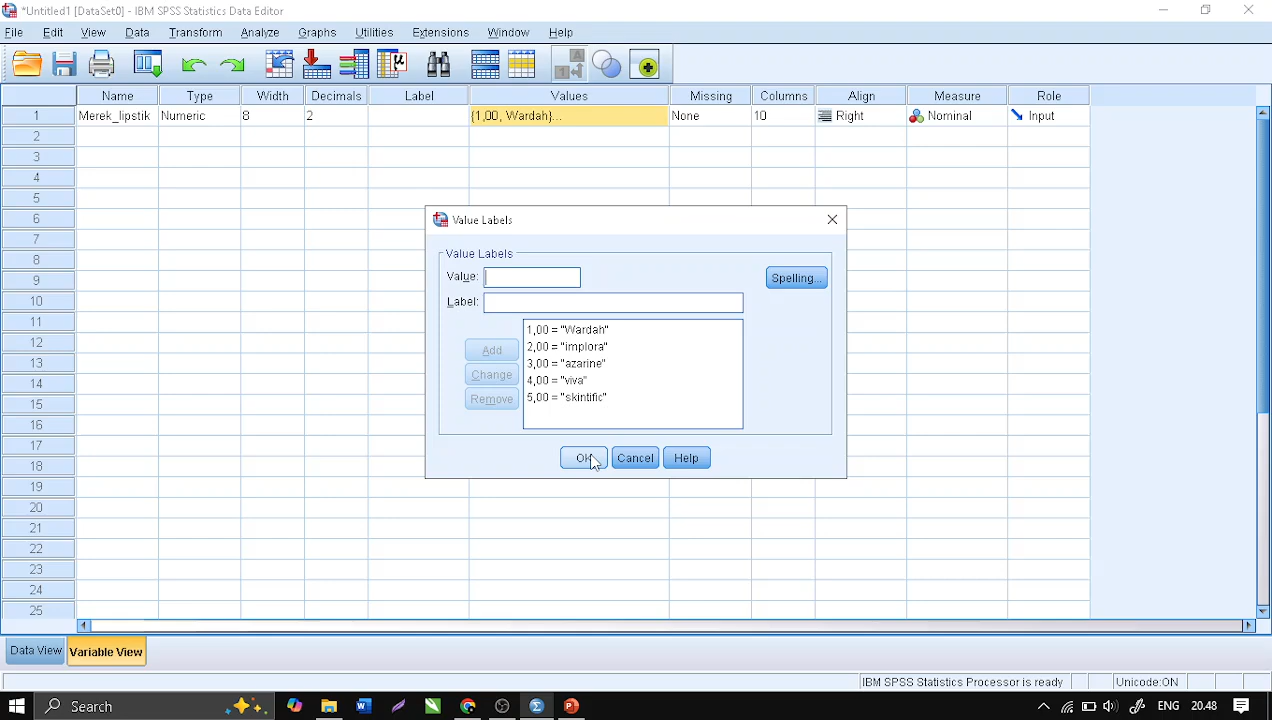 *Untitled1 [DataSet0] - IBM SPSS Statistics Data Editor
File Edit View Data Transform Analyze Graphs Utilities Extensions Window Help
Name Type Width Decimals Label Values Missing Columns Align Measure Role
1 Merek_lipstik Numeric 8 2 {1,00, Wardah}... None 10 Right Nominal Input
2
3
4
5
6
7
8
9
10
11
12
13
14
15
16
17
18
19
20
21
22
23
24
25
Value Labels
Value Labels
Value:
Spelling...
Label:
1,00 = "Wardah"
2,00 = "implora"
3,00 = "azarine"
4,00 = "viva"
5,00 = "skintific"
Add
Change
Remove
OK Cancel Help
Data View Variable View
IBM SPSS Statistics Processor is ready Unicode:ON
Search ENG 20.48